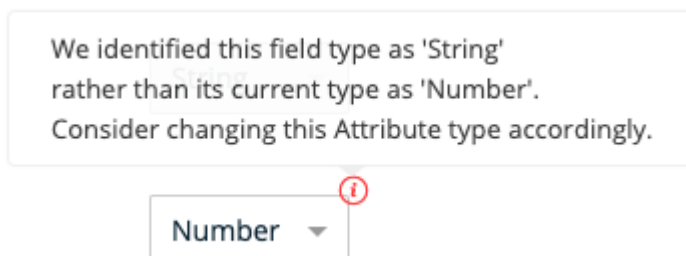 We identified this field type as 'String'
rather than its current type as 'Number'.
Consider changing this Attribute type accordingly.
String
i
Number